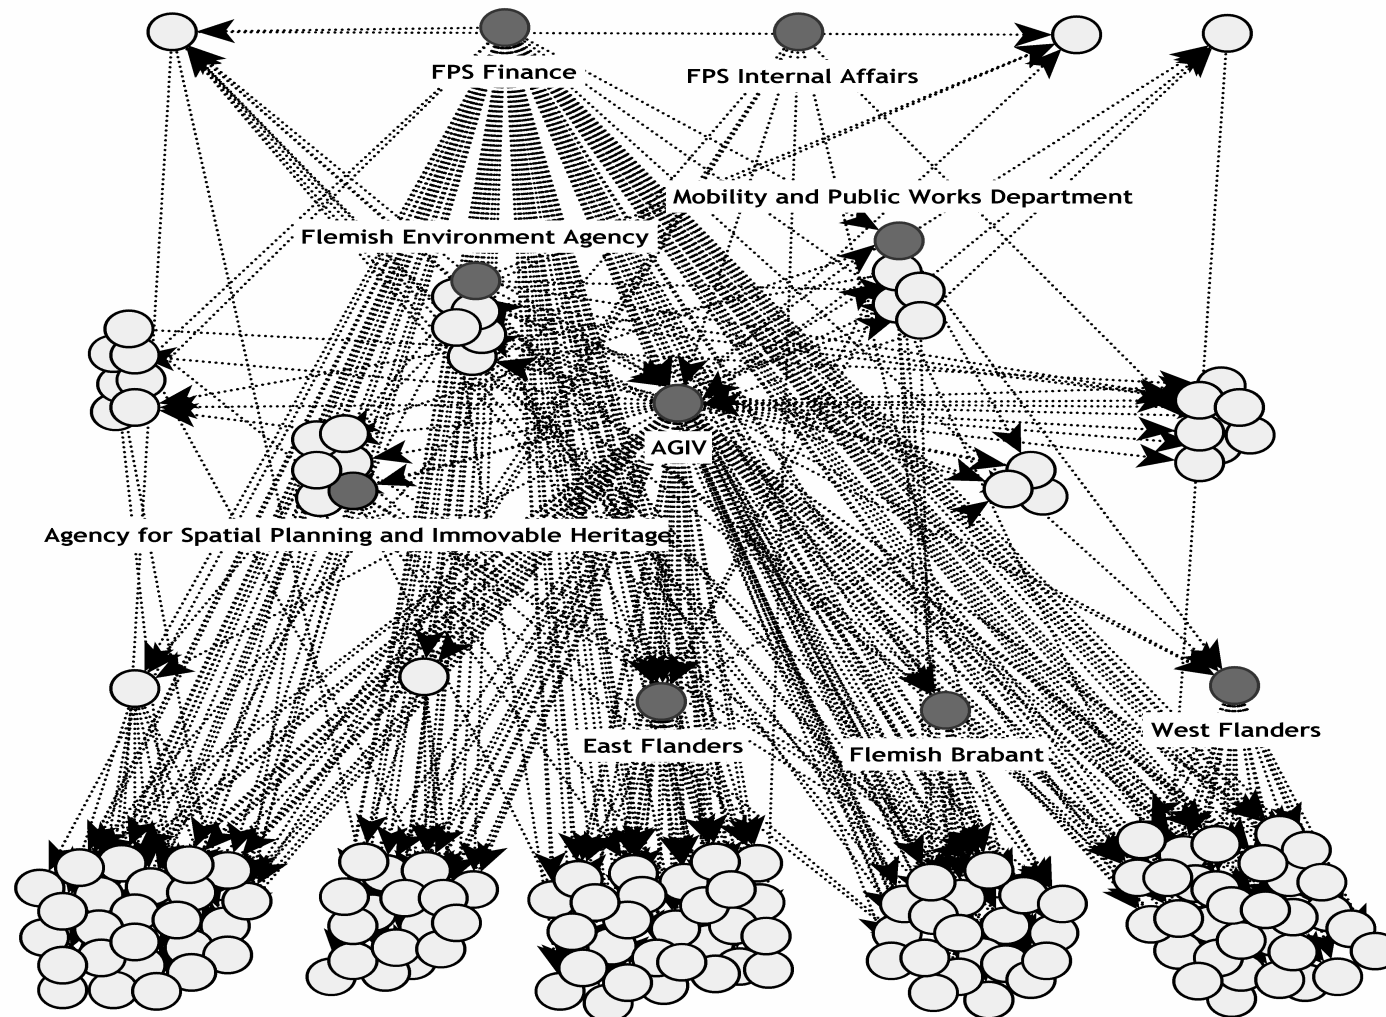 FPS Finance
FPS Internal Affairs
Mobility and Public Works Department
Flemish Environment Agency
AGIV
Agency for Spatial Planning and Immovable Heritage
West Flanders
East Flanders
Flemish Brabant